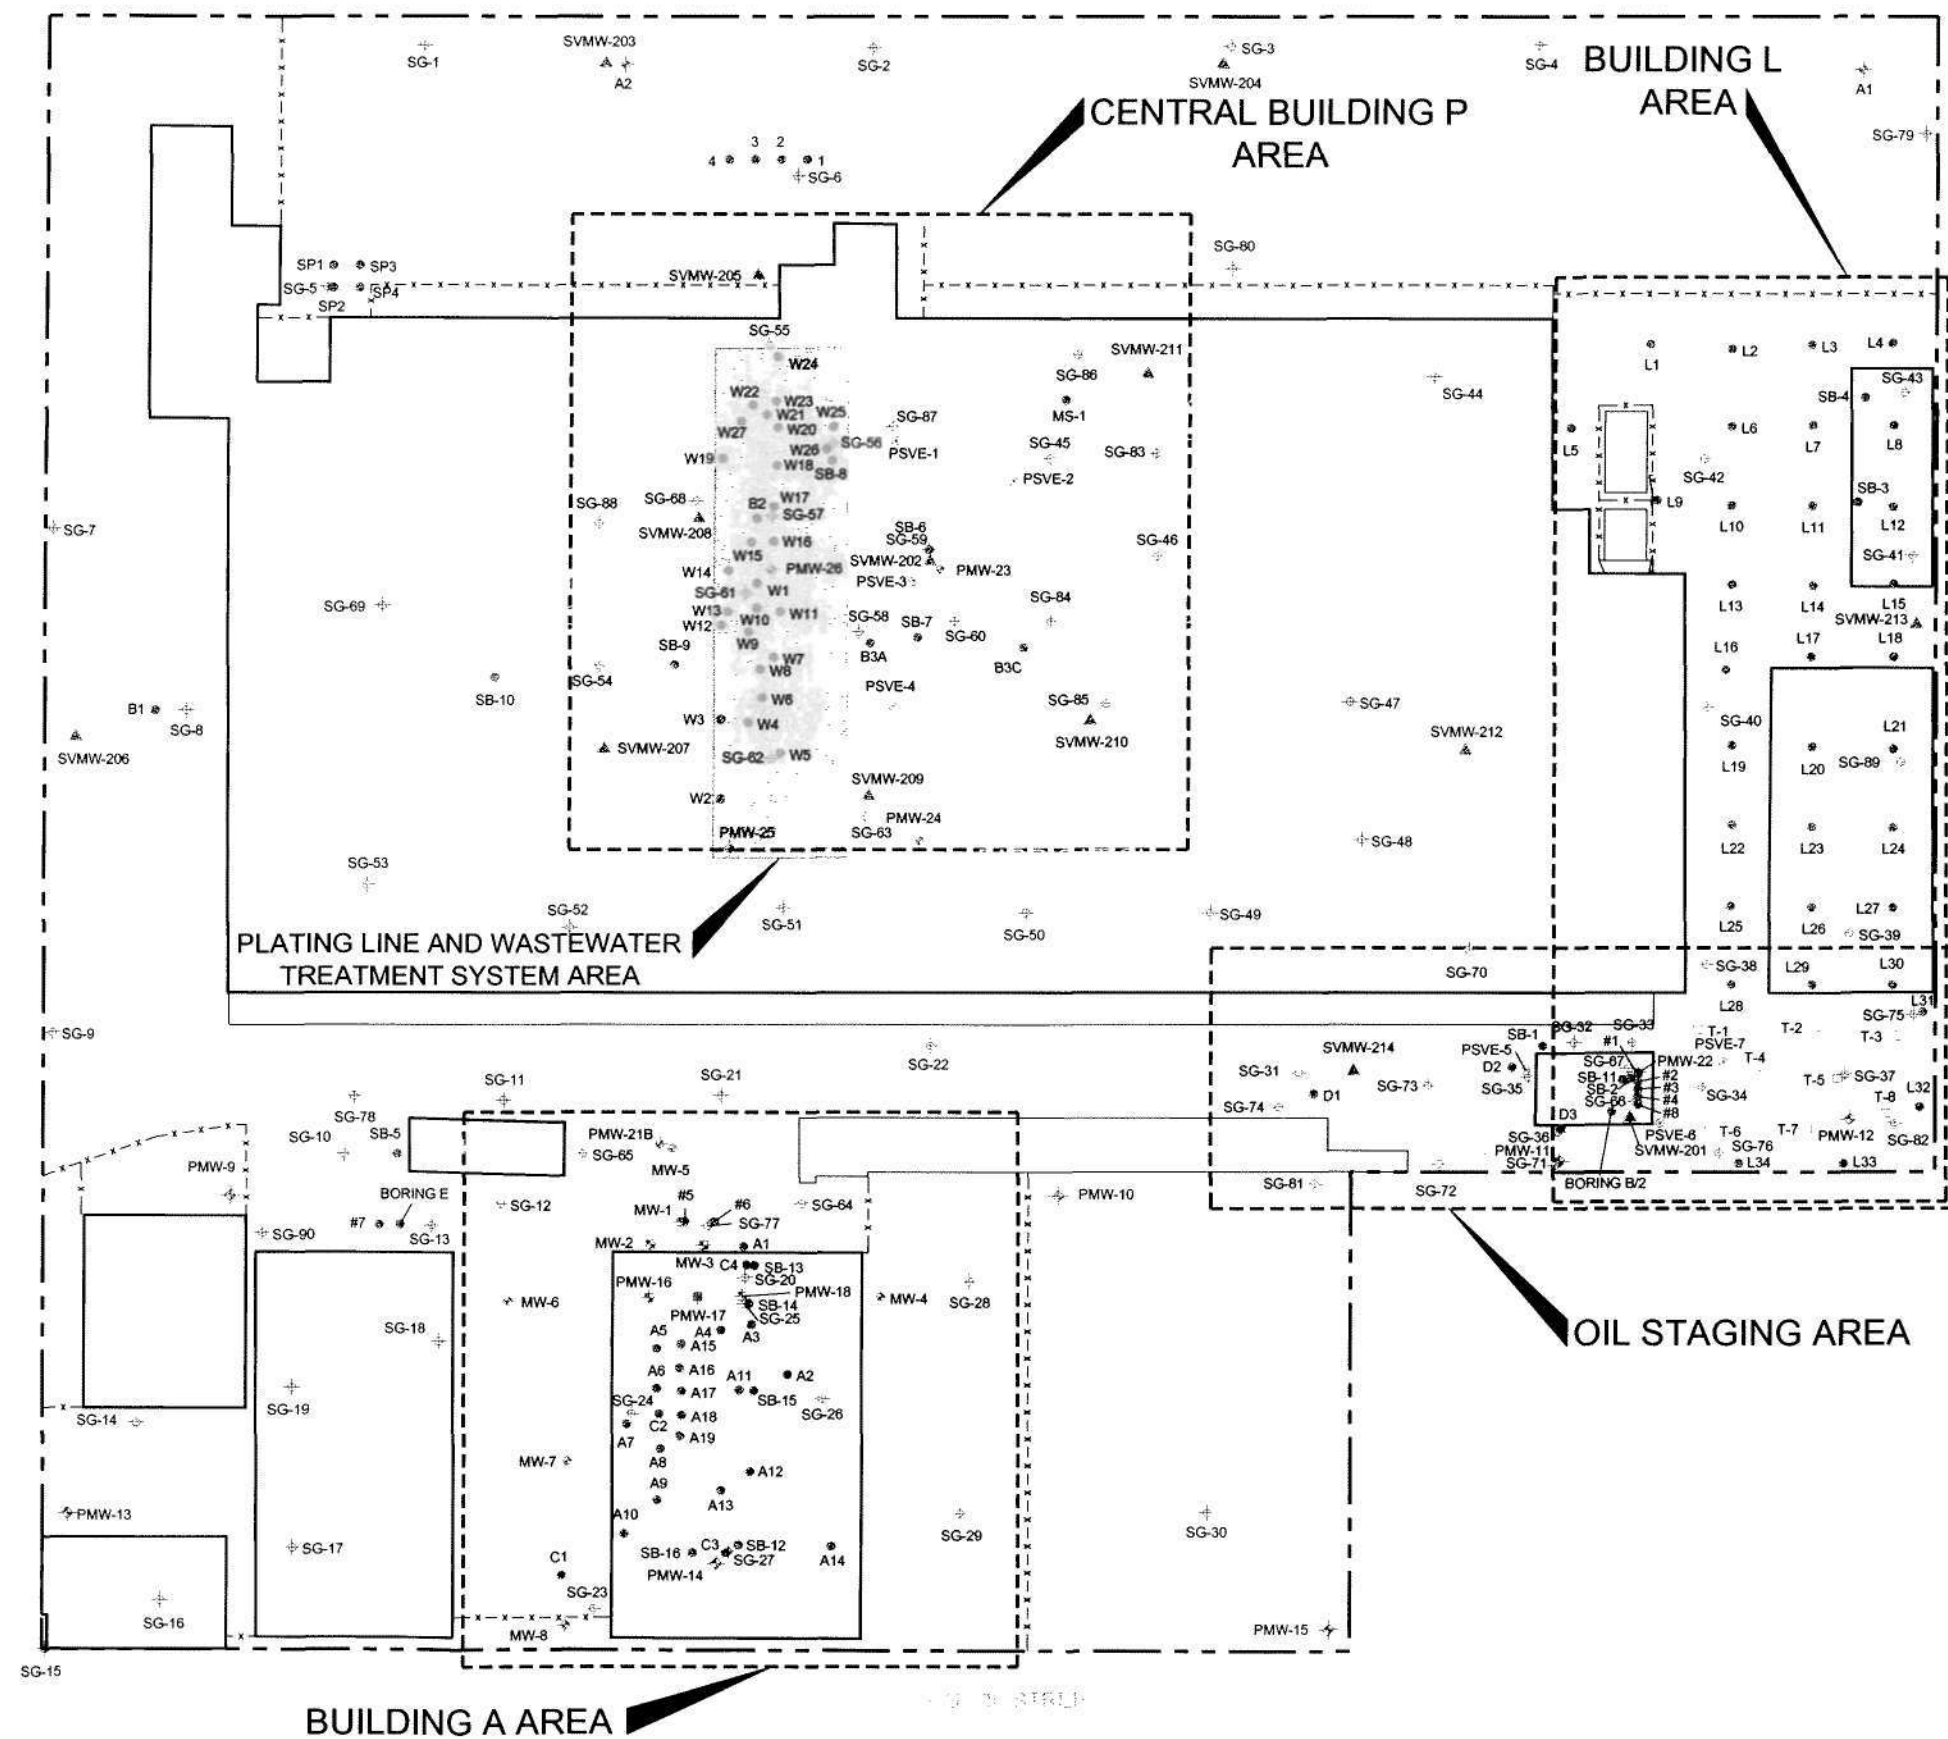 SVMW-203
SG-1
A2
SG-2
SG-3
SVMW-204
SG-4
BUILDING L
AREA
A1
SG-79
CENTRAL BUILDING P
AREA
4
3
2
1
SG-6
SG-80
SP1
SP3
SG-5
SP4
SP2
SVMW-205
SG-55
W24
SVMW-211
SG-86
MS-1
SG-44
L1
L2
L3
L4
SG-43
SB-4
W22
W23
W21
W25
W27
W20
SG-87
SG-56
W26
PSVE-1
W19
W18
SB-8
SG-45
SG-83
PSVE-2
L5
L6
L7
L8
SG-42
SG-88
SG-68
W17
B2
SG-57
SVMW-208
L9
SB-3
L10
L11
L12
SG-7
SB-6
SG-59
SG-46
W15
W16
SVMW-202
PMW-23
SG-41
W14
PMW-26
PSVE-3
SG-69
SG-61
W1
W13
W11
W10
W12
SG-58
SB-7
SG-60
SG-84
L13
L14
L15
SVMW-213
SB-9
W9
W7
W8
B3A
B3C
L16
L17
L18
SG-54
SB-10
PSVE-4
W6
B1
SG-8
W3
W4
SG-85
SG-47
SG-40
L21
SVMW-206
SVMW-207
SG-62
W5
SVMW-210
SVMW-212
L19
L20
SG-89
SVMW-209
W2
PMW-25
SG-63
PMW-24
SG-48
L22
L23
L24
SG-53
SG-52
SG-51
SG-50
SG-49
L25
L26
L27
SG-39
PLATING LINE AND WASTEWATER
TREATMENT SYSTEM AREA
SG-70
SG-38
L29
L30
L28
L31
SG-75
SG-9
SG-22
SVMW-214
SB-1
SG-32
SG-33
T-1
T-2
T-3
#1
PSVE-7
PSVE-5
SG-67
PMW-22
T-4
SG-11
SG-21
SG-31
D2
SG-35
SB-11
#2
T-5
SG-37
SG-78
SG-74
D1
SG-73
SB-2
#3
SG-34
L32
SG-66
#4
T-8
#8
D3
SG-10
SB-5
PMW-21B
SG-65
SG-36
PSVE-6
T-6
T-7
PMW-12
SG-82
PMW-9
MW-5
PMW-11
SVMW-201
SG-76
SG-71
L34
L33
BORING E
SG-12
#5
#6
SG-64
PMW-10
SG-81
SG-72
BORING B/2
MW-1
SG-77
#7
SG-90
SG-13
MW-2
A1
MW-3
C4
SB-13
SG-20
PMW-16
PMW-18
MW-6
SB-14
MW-4
SG-28
PMW-17
SG-25
SG-18
A5
A4
A3
A15
OIL STAGING AREA
A6
A16
A11
A2
SG-19
A17
SB-15
SG-24
SG-26
SG-14
C2
A18
A7
A19
A8
MW-7
A12
A9
A13
PMW-13
A10
SG-29
SG-30
SG-17
C3
SB-12
SB-16
SG-27
A14
C1
PMW-14
SG-16
SG-23
MW-8
PMW-15
SG-15
BUILDING A AREA